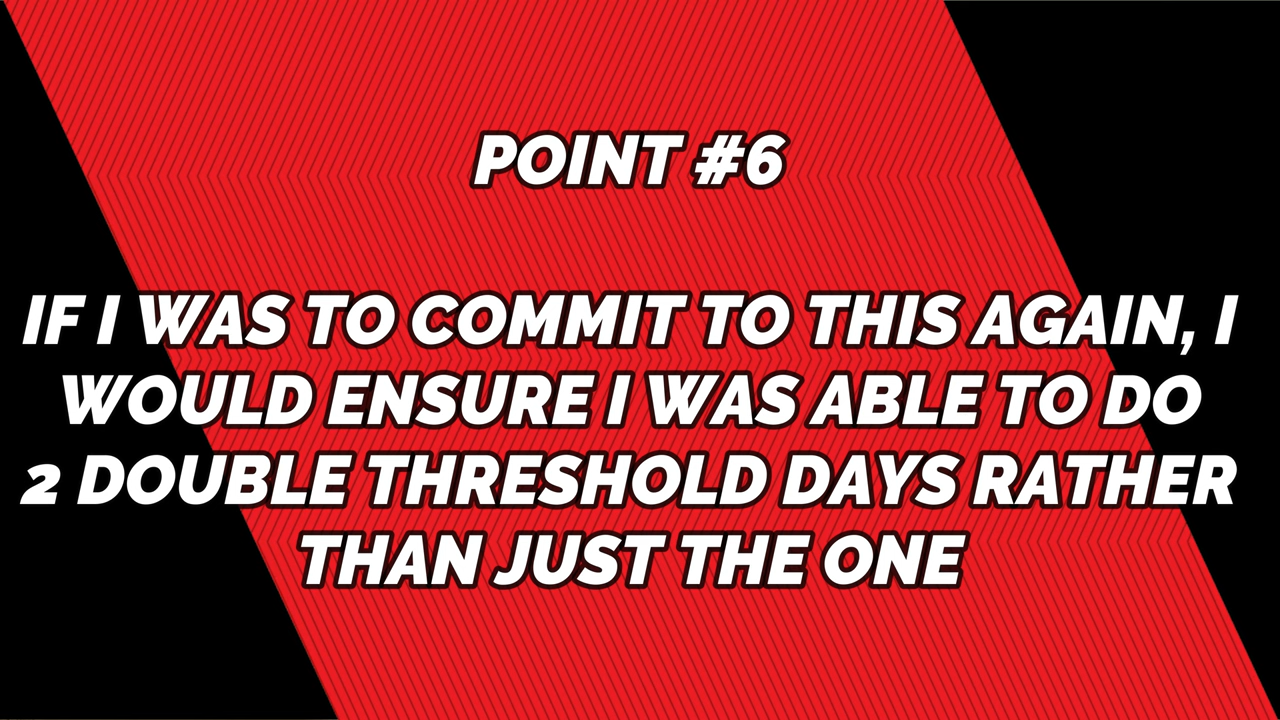 POINT #6
IF I WAS TO COMMIT TO THIS AGAIN, I
WOULD ENSURE I WAS ABLE TO DO
2 DOUBLE THRESHOLD DAYS RATHER
THAN JUST THE ONE